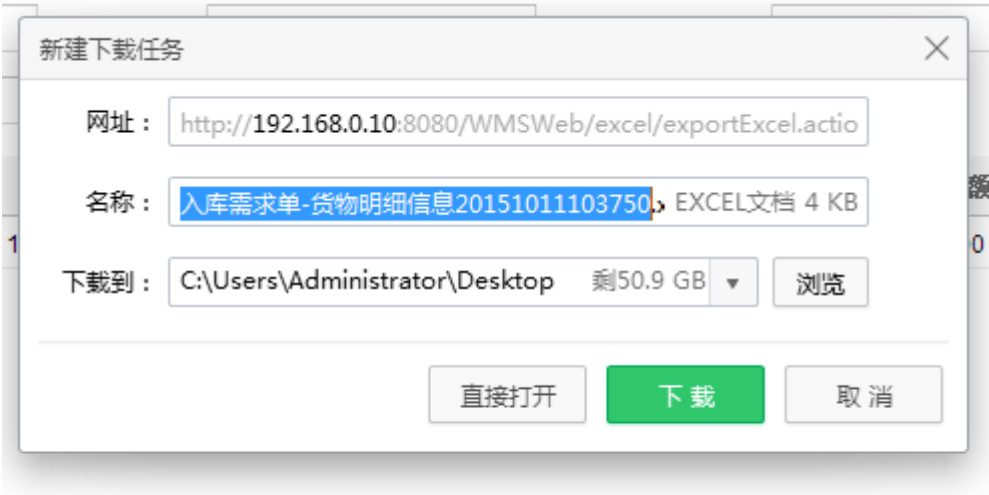 新建下载任务
网址： http://192.168.0.10:8080/WMSWeb/excel/exportExcel.actio
名称： 入库需求单-货物明细信息20151011103750. EXCEL文档 4 KB
1
下载到： C:\Users\Administrator\Desktop 剩50.9 GB 浏览
直接打开 下载 取消